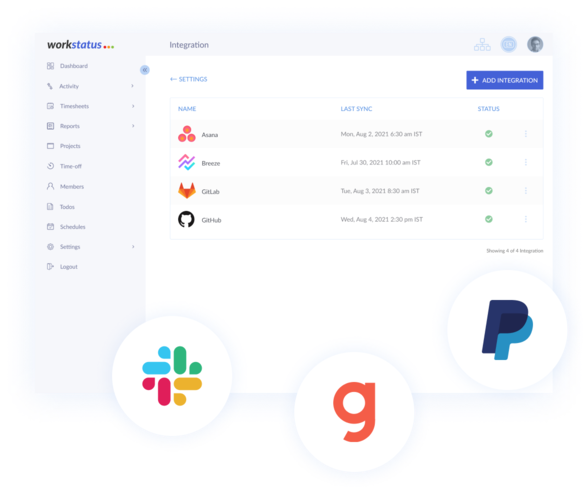 workstatus
Integration
Dashboard
Activity
Timesheets
Reports
Projects
Time-off
Members
Todos
Schedules
Settings
Logout
← SETTINGS
+ ADD INTEGRATION
NAME LAST SYNC STATUS
Asana Mon, Aug 2, 2021 6:30 am IST
Breeze Fri, Jul 30, 2021 10:00 am IST
GitLab Tue, Aug 3, 2021 8:30 am IST
GitHub Wed, Aug 4, 2021 2:30 pm IST
Showing 4 of 4 Integration
g